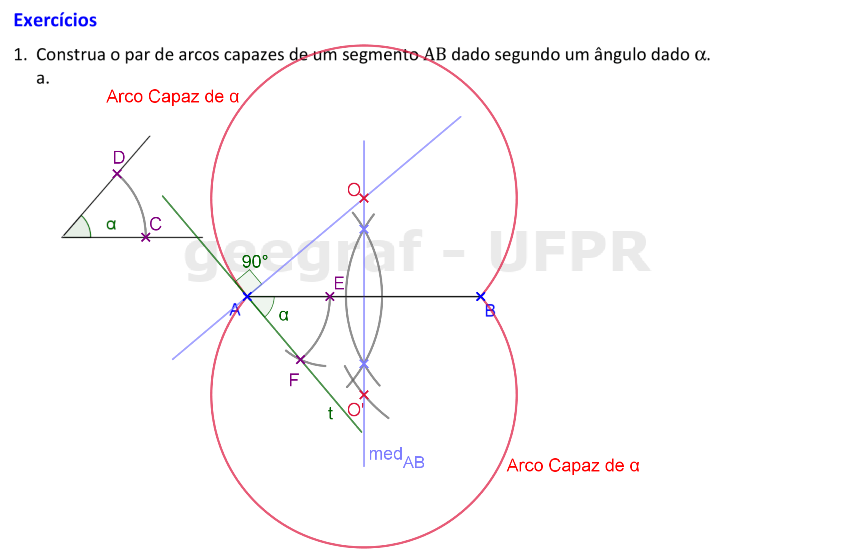 Exercícios
1. Construa o par de arcos capazes de um segmento AB dado segundo um ângulo dado α.
a.
Arco Capaz de α
D
O
α
C
geegraf - UFPR
90°
E
A
α
B
F
t
O'
med AB
Arco Capaz de α